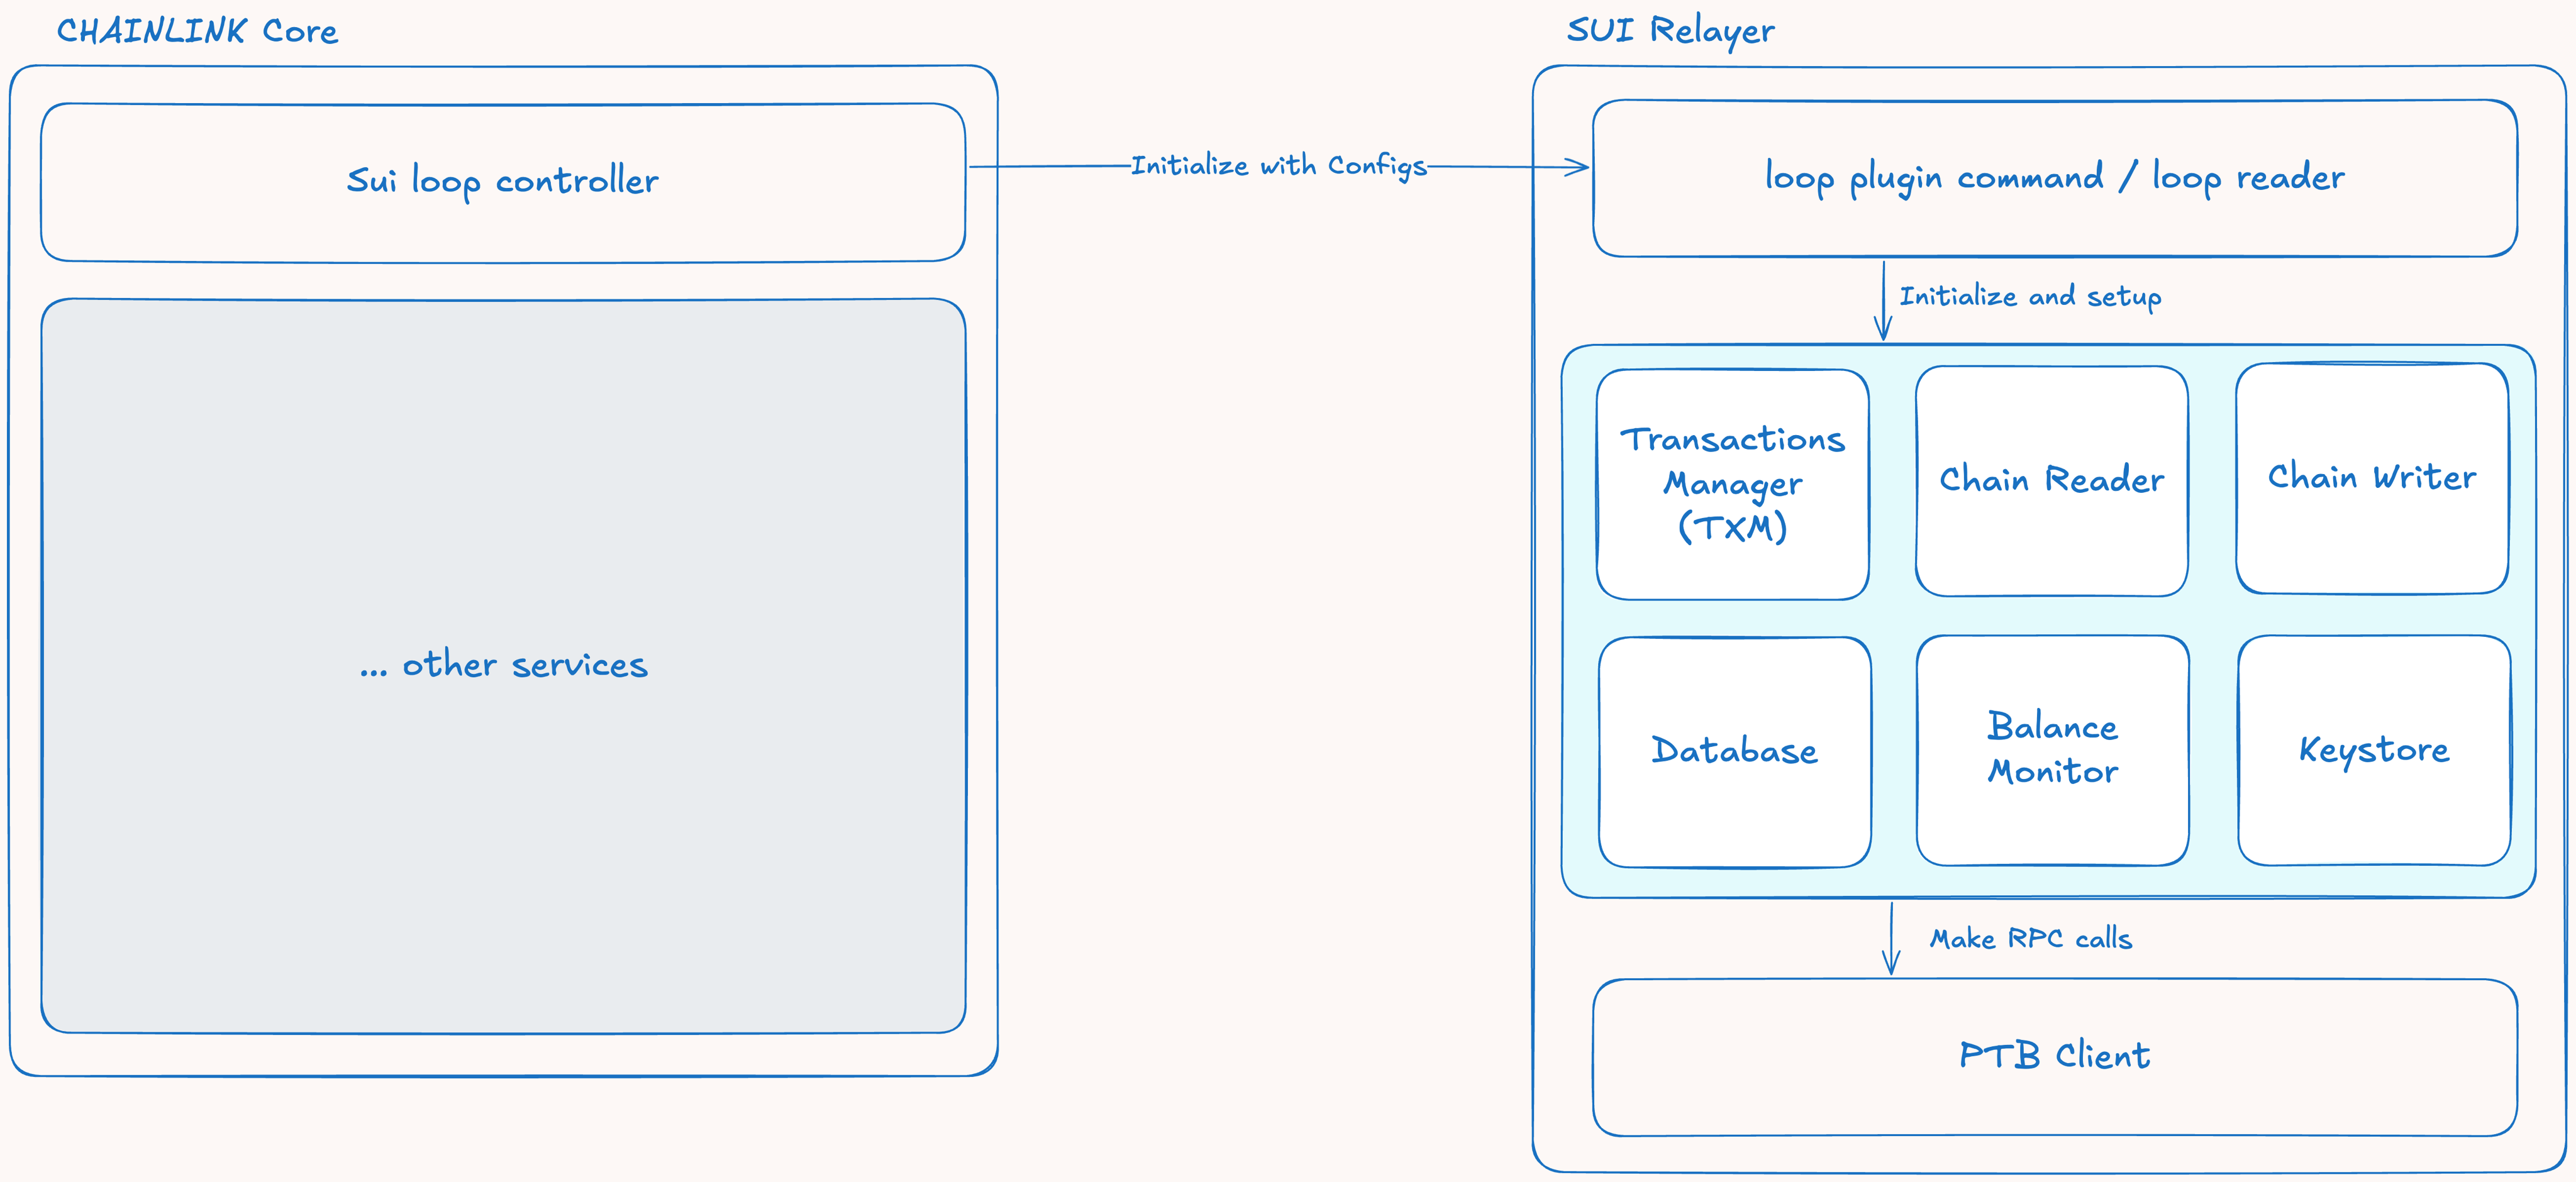 CHAINLINK Core
SUI Relayer
Sui loop controller
Initialize with Configs
loop plugin command / loop reader
Initialize and setup
Transactions
Manager
(TXM)
Chain Reader
Chain Writer
... other services
Database
Balance
Monitor
Keystore
Make RPC calls
PTB Client